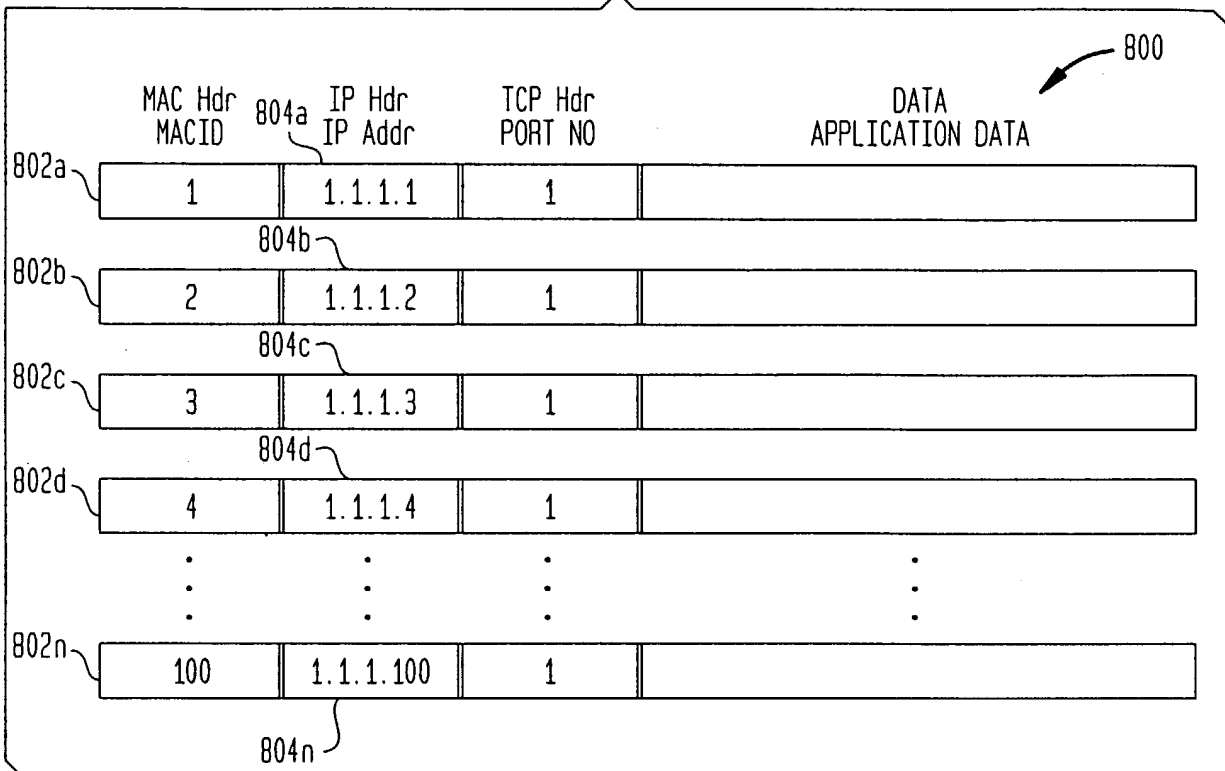 800
MAC Hdr IP Hdr TCP Hdr DATA
MACID 804a IP Addr PORT NO APPLICATION DATA
802a 1 1.1.1.1 1
804b
802b 2 1.1.1.2 1
804c
802c 3 1.1.1.3 1
804d
802d 4 1.1.1.4 1
802n 100 1.1.1.100 1
804n